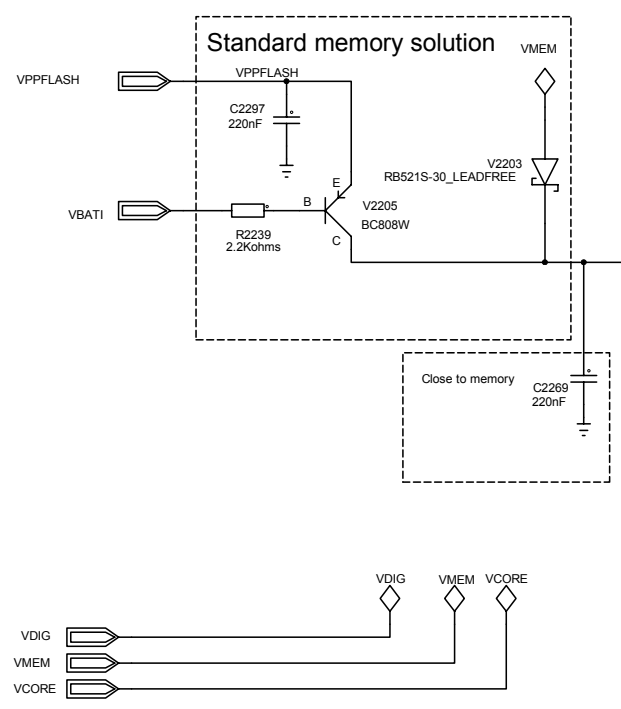 Standard memory solution
VMEM
VPPFLASH
VPPFLASH
C2297
220nF
V2203
RB521S-30_LEADFREE
E
B
V2205
VBATI
BC808W
R2239
2.2Kohms
C
Close to memory
C2269
220nF
VDIG
VMEM
VCORE
VDIG
VMEM
VCORE